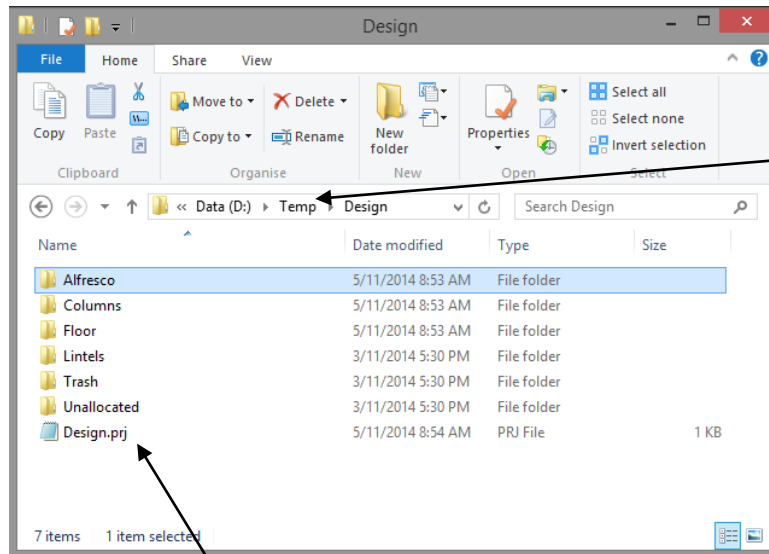 Design
File Home Share View
Copy Paste Move to Copy to Delete Rename New folder Properties Select all Select none Invert selection
Clipboard Organise New Open Select
« Data (D:) Temp Design Search Design
Name Date modified Type Size
Alfresco 5/11/2014 8:53 AM File folder
Columns 5/11/2014 8:53 AM File folder
Floor 5/11/2014 8:53 AM File folder
Lintels 3/11/2014 5:30 PM File folder
Trash 3/11/2014 5:30 PM File folder
Unallocated 3/11/2014 5:30 PM File folder
Design.prj 5/11/2014 8:54 AM PRJ File 1 KB
7 items 1 item selected